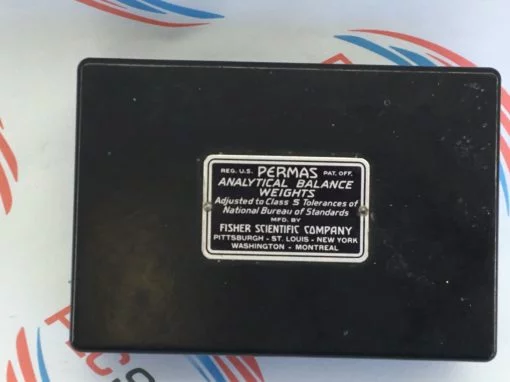 REG. U.S. PERMAS PAT. OFF.
ANALYTICAL BALANCE
WEIGHTS
Adjusted to Class S Tolerances of
National Bureau of Standards
MFD. BY
FISHER SCIENTIFIC COMPANY
PITTSBURGH - ST. LOUIS - NEW YORK
WASHINGTON - MONTREAL